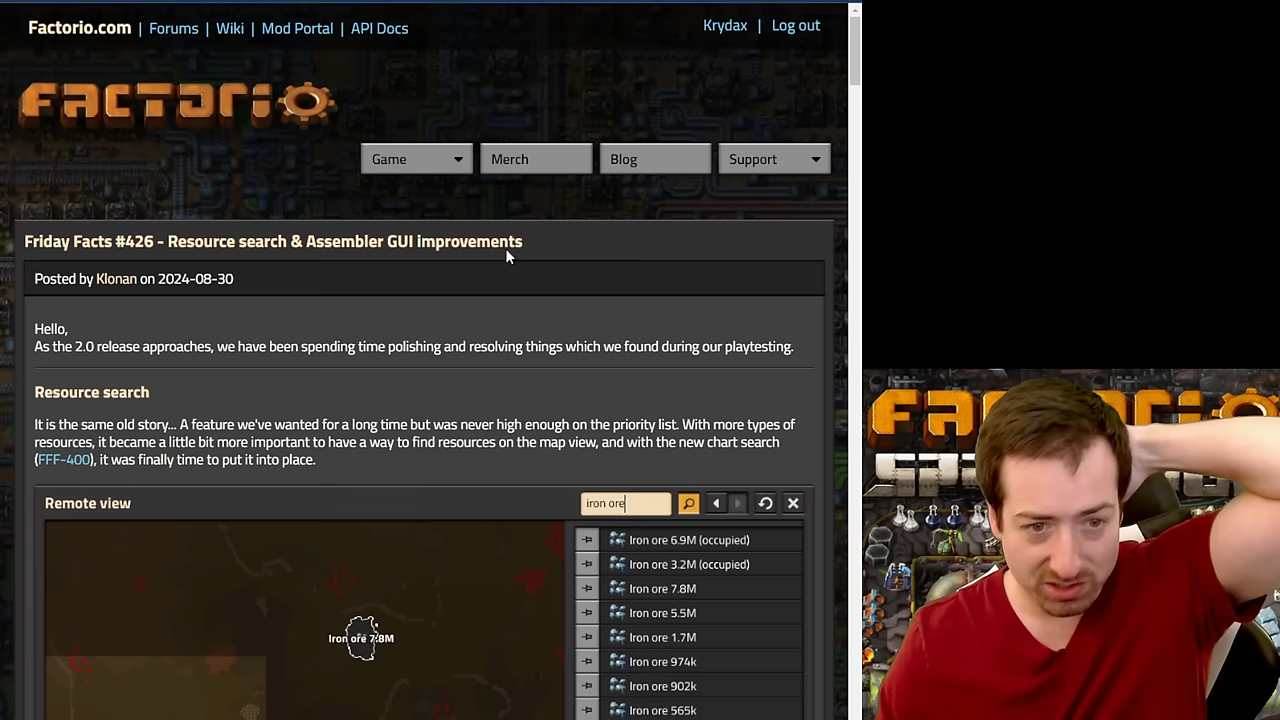 Factorio.com | Forums | Wiki | Mod Portal | API Docs
Krydax | Log out
FACTORIO
Game
Merch
Blog
Support
Friday Facts #426 - Resource search & Assembler GUI improvements
Posted by Klonan on 2024-08-30
Hello,
As the 2.0 release approaches, we have been spending time polishing and resolving things which we found during our playtesting.
Resource search
It is the same old story... A feature we've wanted for a long time but was never high enough on the priority list. With more types of
resources, it became a little bit more important to have a way to find resources on the map view, and with the new chart search
(FFF-400), it was finally time to put it into place.
Remote view
iron ore
Iron ore 6.9M (occupied)
Iron ore 3.2M (occupied)
Iron ore 7.8M
Iron ore 5.5M
Iron ore 1.7M
Iron ore 974k
Iron ore 902k
Iron ore 565k
Iron ore 7.8M